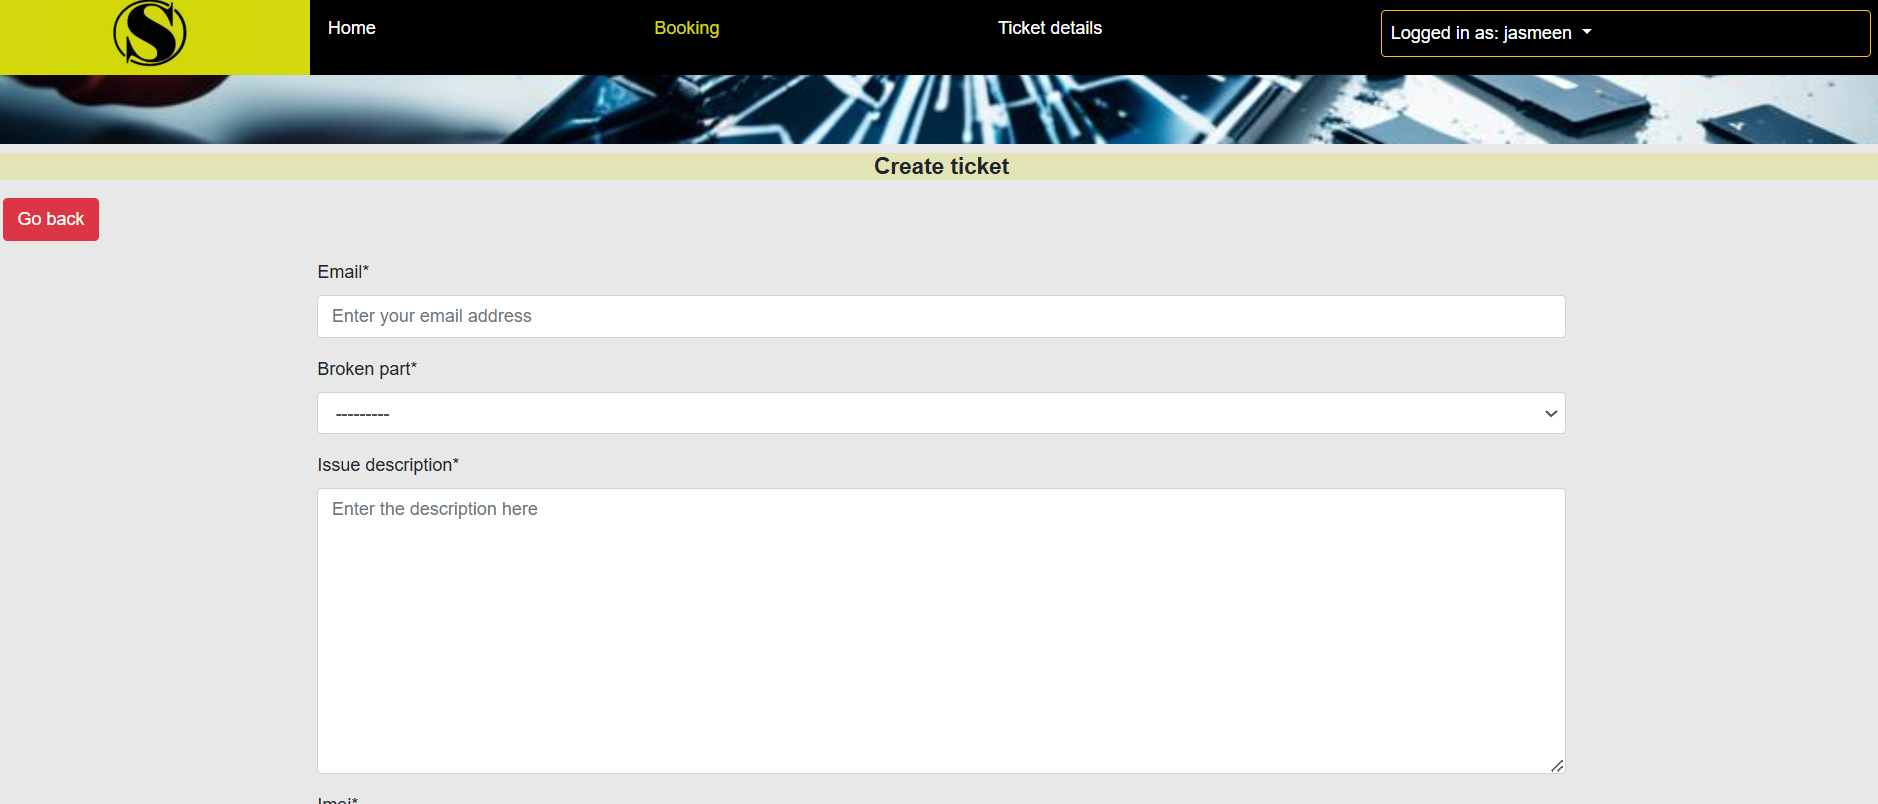 S
Home
Booking
Ticket details
Logged in as: jasmeen
Create ticket
Go back
Email*
Enter your email address
Broken part*
---------
Issue description*
Enter the description here
Imei*